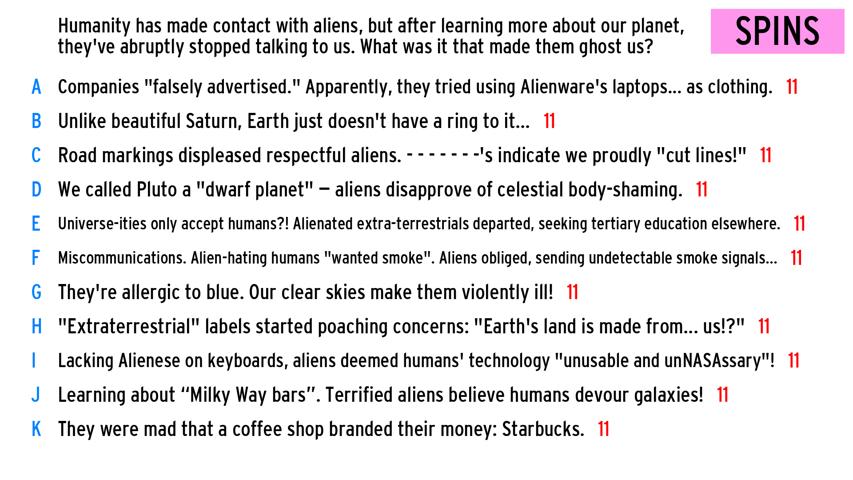 Humanity has made contact with aliens, but after learning more about our planet,
they've abruptly stopped talking to us. What was it that made them ghost us?
SPINS
A Companies "falsely advertised." Apparently, they tried using Alienware's laptops... as clothing. 11
B Unlike beautiful Saturn, Earth just doesn't have a ring to it... 11
C Road markings displeased respectful aliens. - - - - - - -'s indicate we proudly "cut lines!" 11
D We called Pluto a "dwarf planet" – aliens disapprove of celestial body-shaming. 11
E Universe-ities only accept humans?! Alienated extra-terrestrials departed, seeking tertiary education elsewhere. 11
F Miscommunications. Alien-hating humans "wanted smoke". Aliens obliged, sending undetectable smoke signals... 11
G They're allergic to blue. Our clear skies make them violently ill! 11
H "Extraterrestrial" labels started poaching concerns: "Earth's land is made from... us!?" 11
I Lacking Alienese on keyboards, aliens deemed humans' technology "unusable and unNASAssary"! 11
J Learning about “Milky Way bars”. Terrified aliens believe humans devour galaxies! 11
K They were mad that a coffee shop branded their money: Starbucks. 11